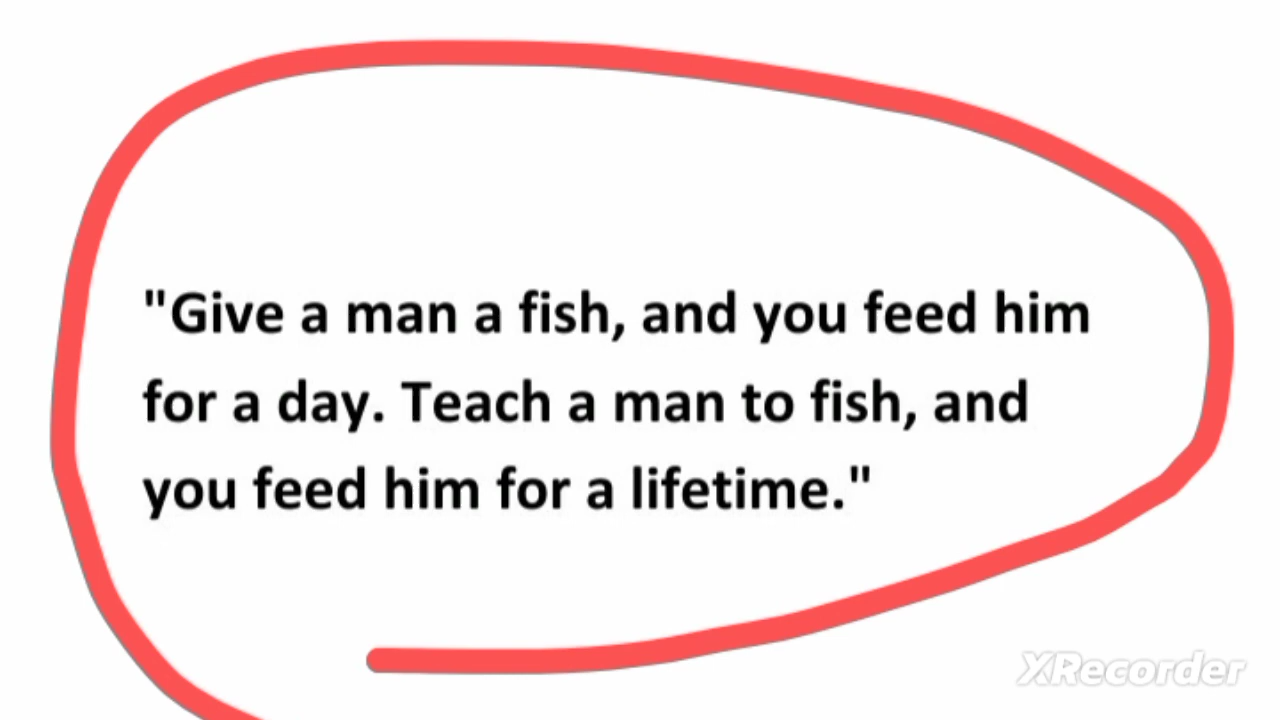 "Give a man a fish, and you feed him
for a day. Teach a man to fish, and
you feed him for a lifetime."
XRecorder